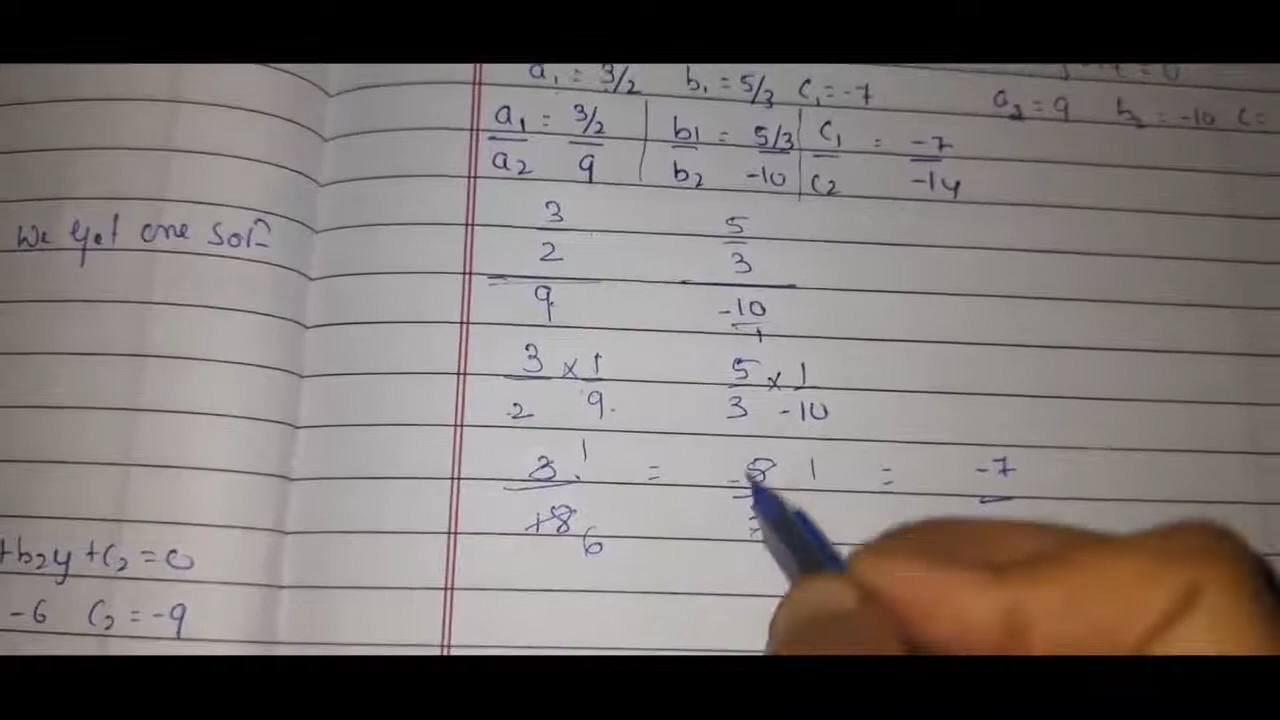 a₁ = 3/2 b₁ = 5/3 c₁ = -7
a₂ = 9 b₂ = -10 c =
a₁ = 3/2 b₁ = 5/3 c₁ = -7
a₂ 9 b₂ -10 c₂ -14
3 5
We get one solⁿ
2 3
9 -10
1
3 × 1 5 × 1
2 9 3 -10
3 1 = 5 1 = -7
18 6
+b₂y + c₂ = 0
-6 c₂ = -9